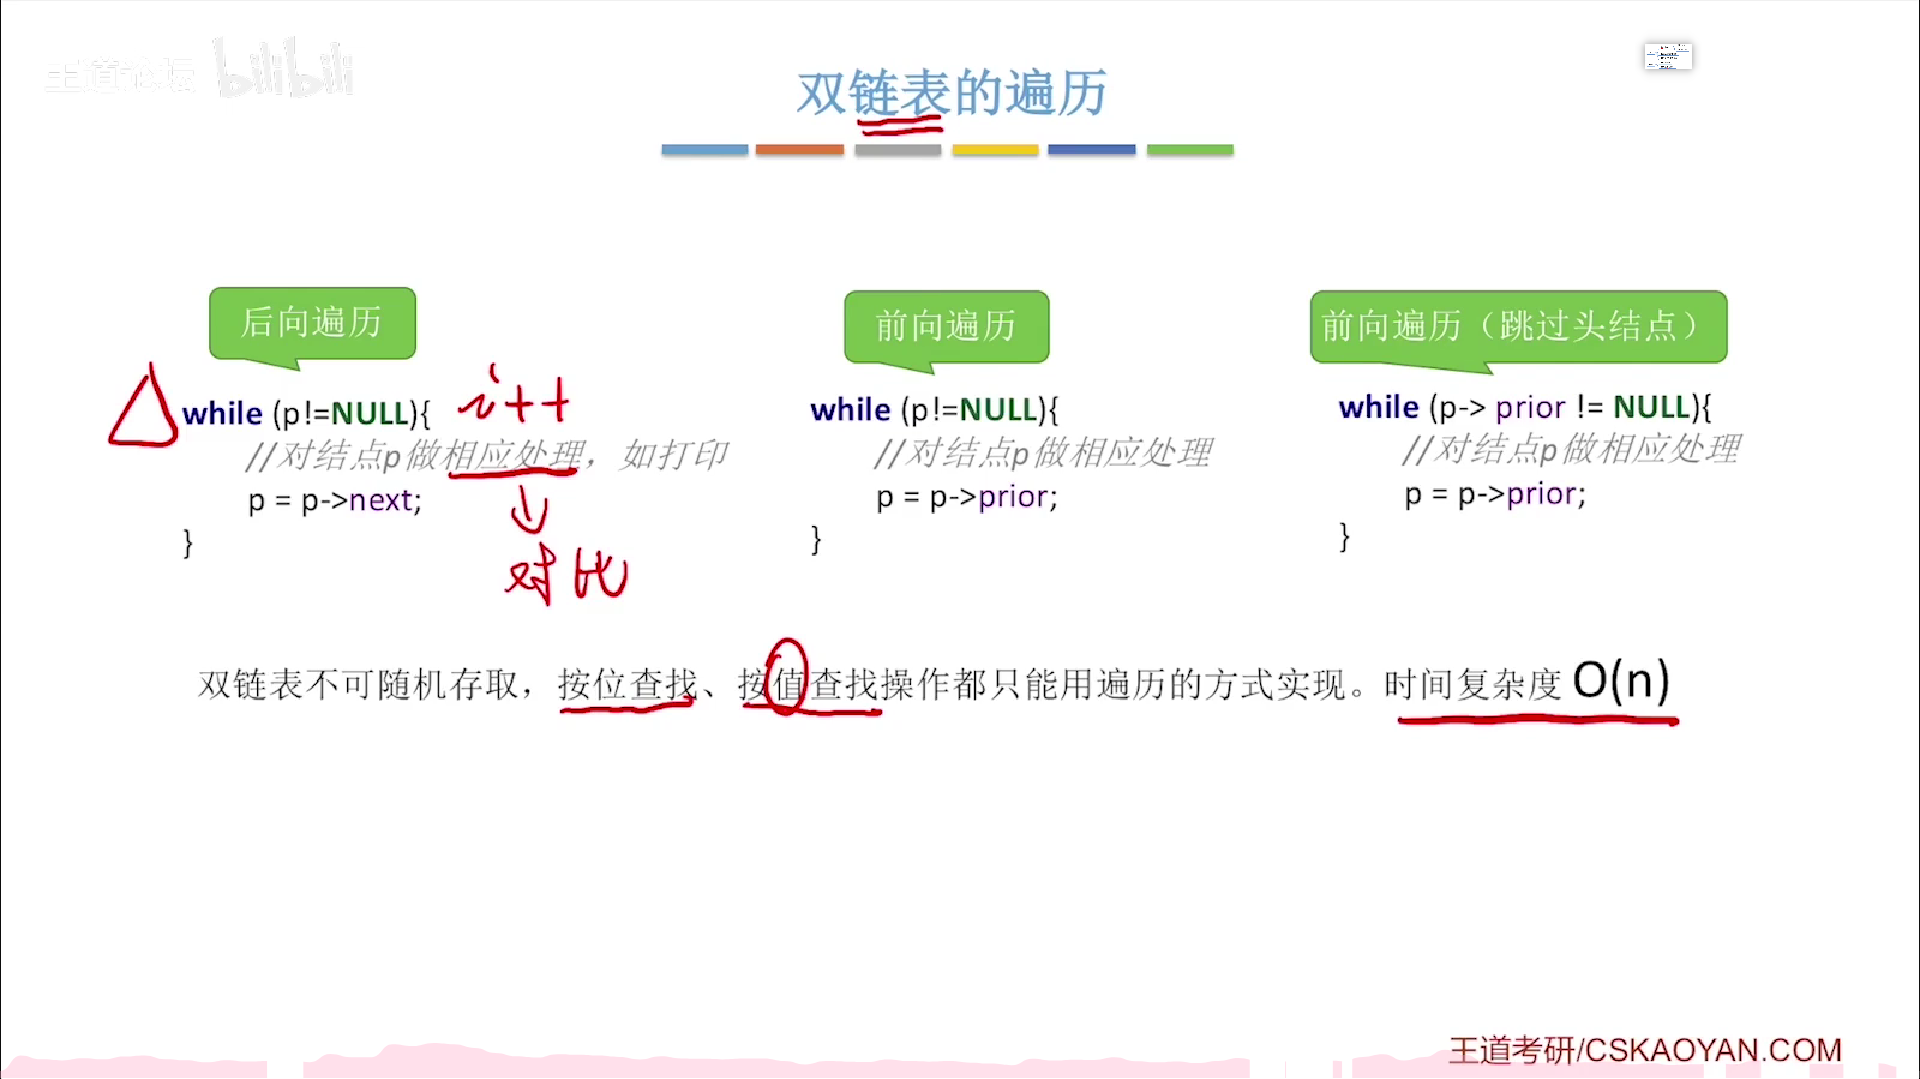 王道论坛 bilibili
双链表的遍历
后向遍历
while (p!=NULL){ i++
//对结点p做相应处理，如打印
p = p->next;
}
对比
前向遍历
while (p!=NULL){
//对结点p做相应处理
p = p->prior;
}
前向遍历（跳过头结点）
while (p-> prior != NULL){
//对结点p做相应处理
p = p->prior;
}
双链表不可随机存取，按位查找、按值查找操作都只能用遍历的方式实现。时间复杂度 O(n)
王道考研/CSKAOYAN.COM